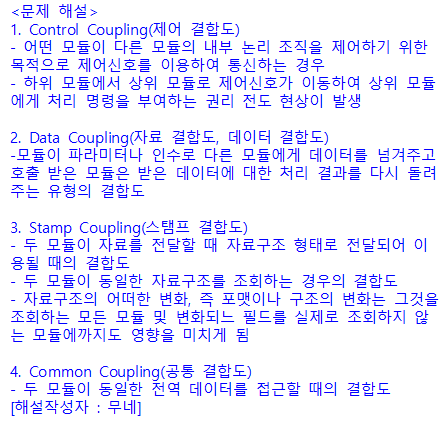 <문제 해설>
1. Control Coupling(제어 결합도)
- 어떤 모듈이 다른 모듈의 내부 논리 조직을 제어하기 위한
목적으로 제어신호를 이용하여 통신하는 경우
- 하위 모듈에서 상위 모듈로 제어신호가 이동하여 상위 모듈
에게 처리 명령을 부여하는 권리 전도 현상이 발생
2. Data Coupling(자료 결합도, 데이터 결합도)
-모듈이 파라미터나 인수로 다른 모듈에게 데이터를 넘겨주고
호출 받은 모듈은 받은 데이터에 대한 처리 결과를 다시 돌려
주는 유형의 결합도
3. Stamp Coupling(스탬프 결합도)
- 두 모듈이 자료를 전달할 때 자료구조 형태로 전달되어 이
용될 때의 결합도
- 두 모듈이 동일한 자료구조를 조회하는 경우의 결합도
- 자료구조의 어떠한 변화, 즉 포맷이나 구조의 변화는 그것을
조회하는 모든 모듈 및 변화되느 필드를 실제로 조회하지 않
는 모듈에까지도 영향을 미치게 됨
4. Common Coupling(공통 결합도)
- 두 모듈이 동일한 전역 데이터를 접근할 때의 결합도
[해설작성자 : 무네]